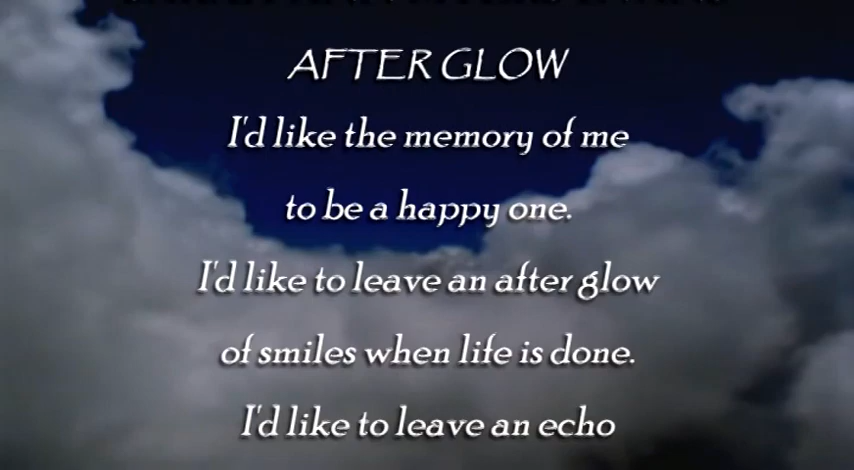 AFTER GLOW
I'd like the memory of me
to be a happy one.
I'd like to leave an after glow
of smiles when life is done.
I'd like to leave an echo